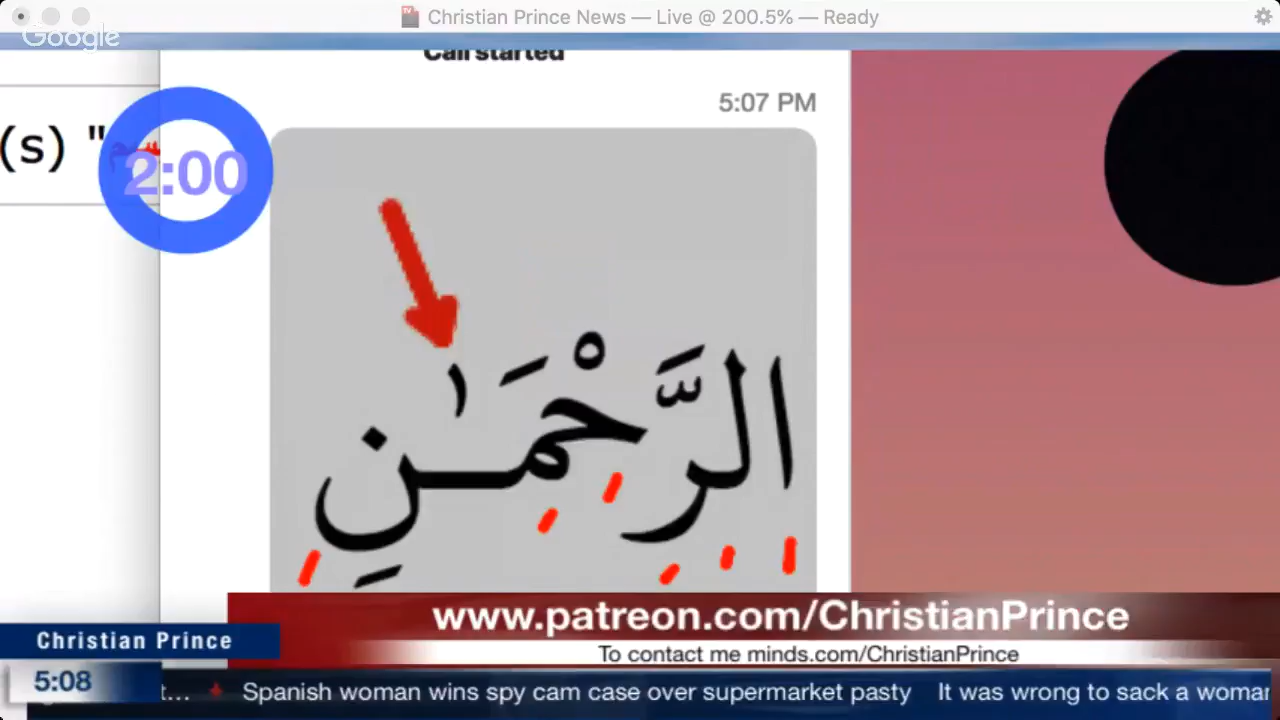 Christian Prince News — Live @ 200.5% — Ready
Google
Call started
5:07 PM
(s) "
2:00
الرَّحْمَـٰنِ
www.patreon.com/ChristianPrince
To contact me minds.com/ChristianPrince
Christian Prince
5:08
t... Spanish woman wins spy cam case over supermarket pasty It was wrong to sack a woman